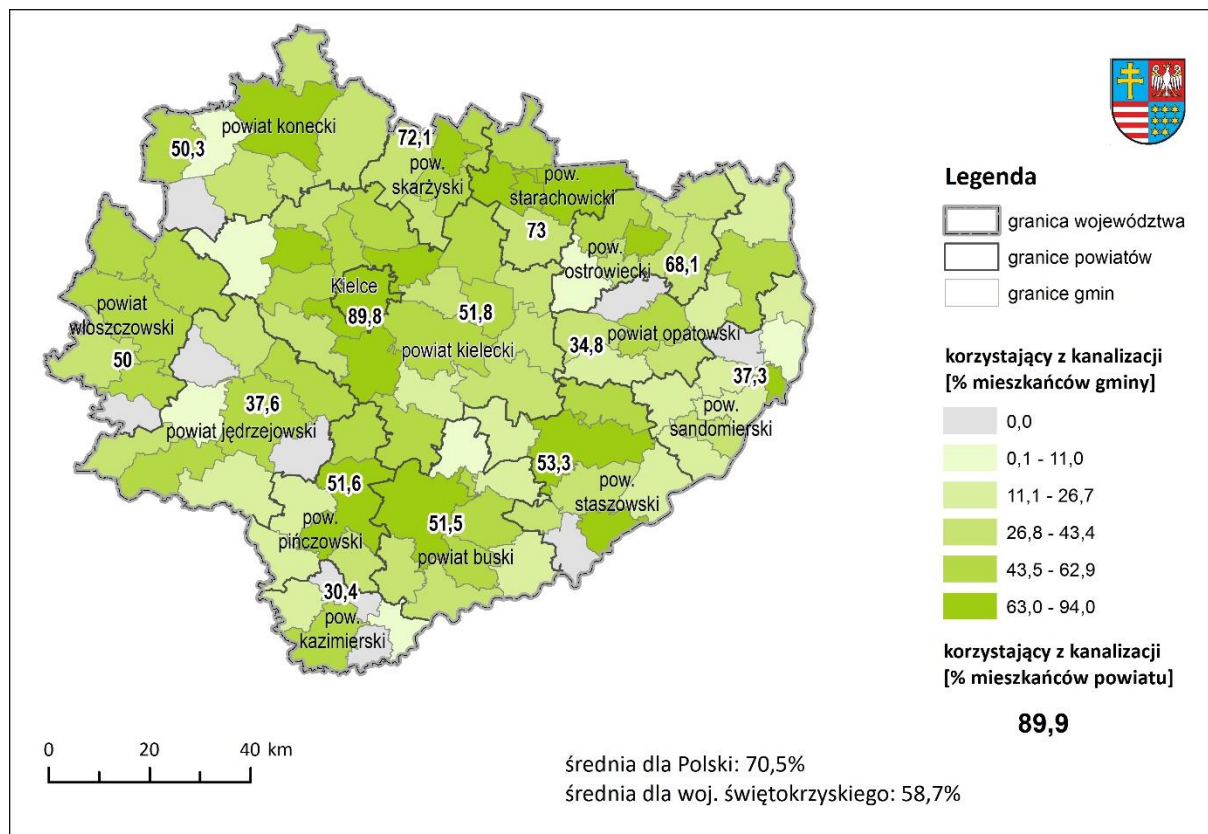 powiat konecki
50,3
72,1
pow.
skarżyski
pow.
starachowicki
73
pow.
ostrowiecki
68,1
Kielce
89,8
51,8
powiat kielecki
powiat
włoszczowski
50
34,8
powiat opatowski
37,3
pow.
sandomierski
37,6
powiat jędrzejowski
53,3
pow.
staszowski
51,6
pow.
pińczowski
51,5
powiat buski
30,4
pow.
kazimierski
Legenda
granica województwa
granice powiatów
granice gmin
korzystający z kanalizacji
[% mieszkańców gminy]
0,0
0,1 - 11,0
11,1 - 26,7
26,8 - 43,4
43,5 - 62,9
63,0 - 94,0
korzystający z kanalizacji
[% mieszkańców powiatu]
89,9
0 20 40 km
średnia dla Polski: 70,5%
średnia dla woj. świętokrzyskiego: 58,7%